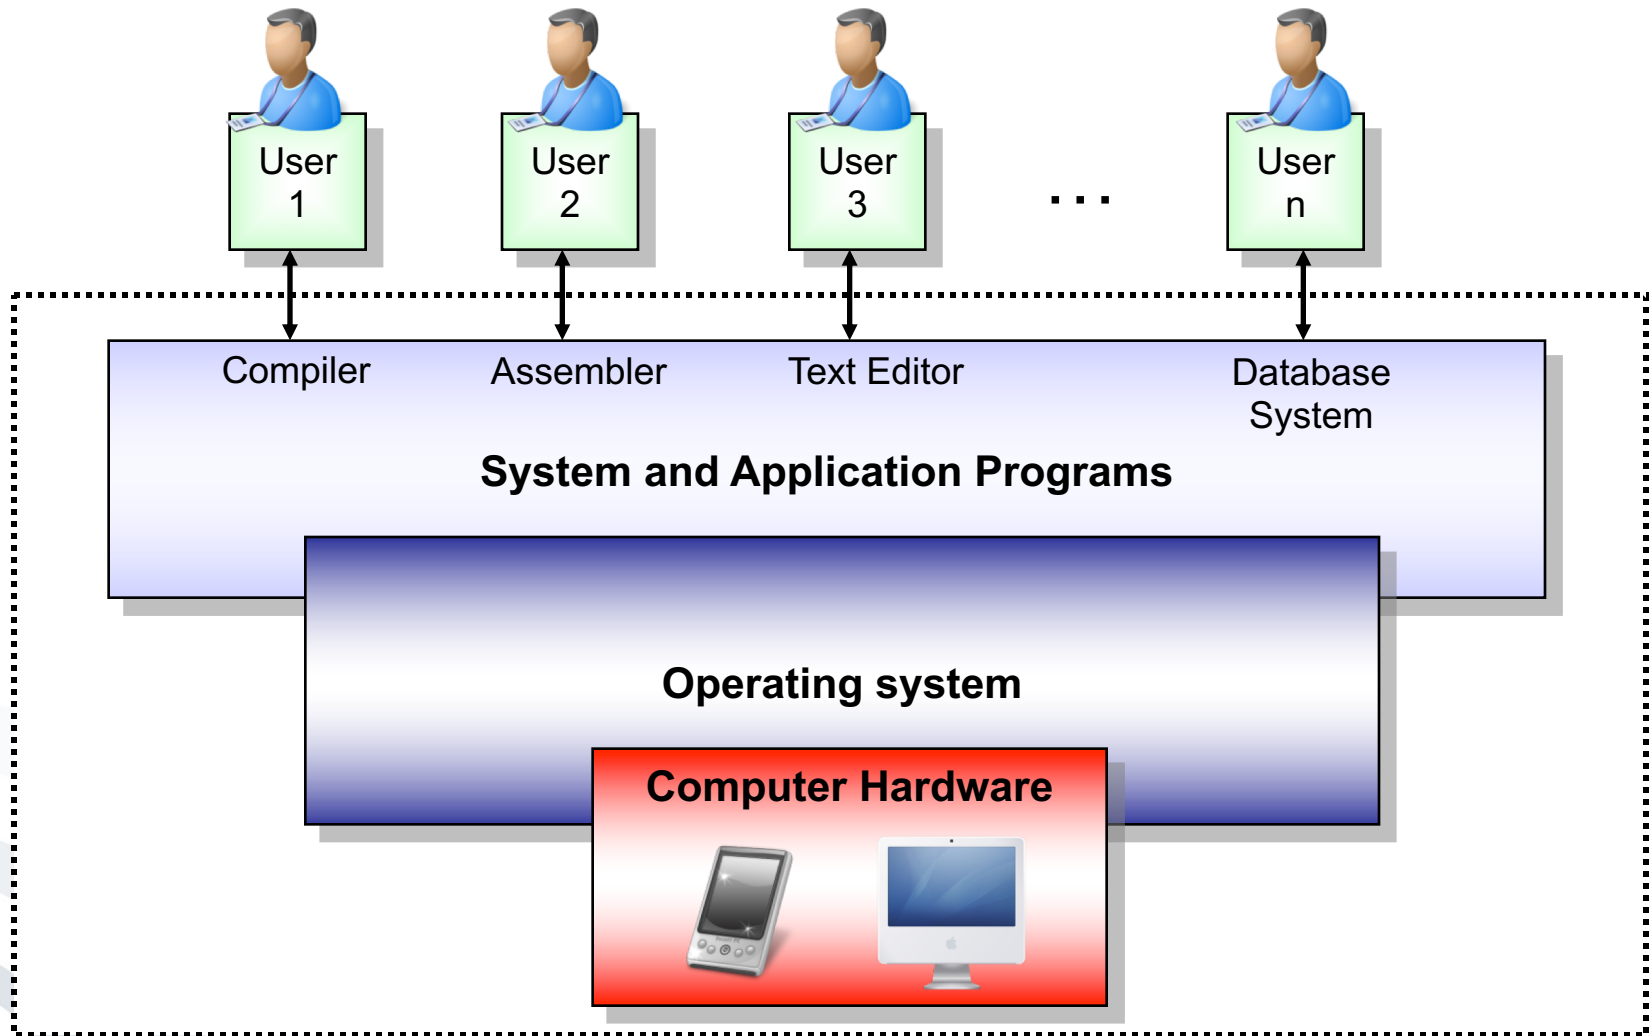 User
1
User
2
User
3
...
User
n
Compiler
Assembler
Text Editor
Database
System
System and Application Programs
Operating system
Computer Hardware